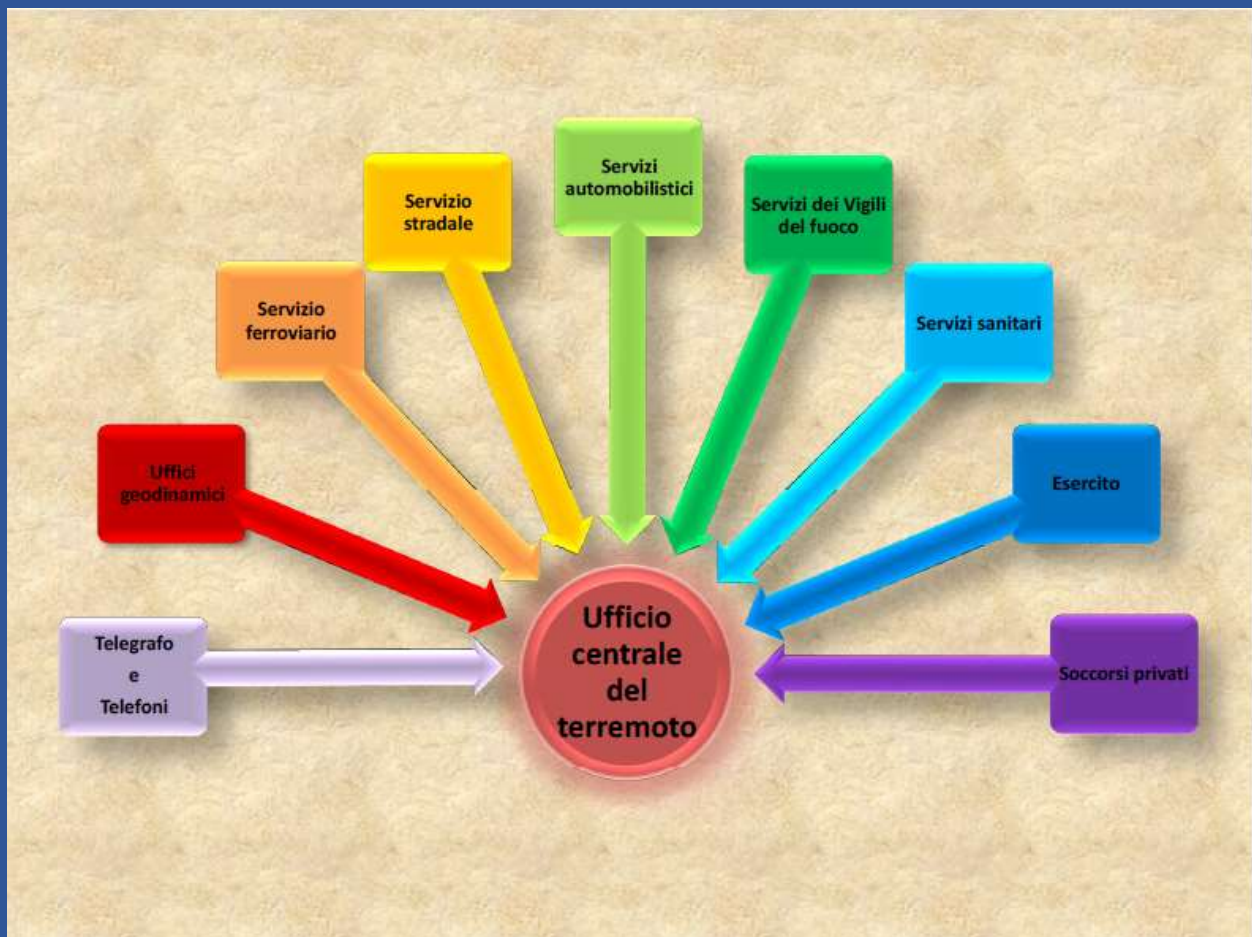 Servizi
automobilistici
Servizio
stradale
Servizi dei Vigili
del fuoco
Servizio
ferroviario
Servizi sanitari
Uffici
geodinamici
Esercito
Telegrafo
e
Telefoni
Ufficio
centrale
del
terremoto
Soccorsi privati